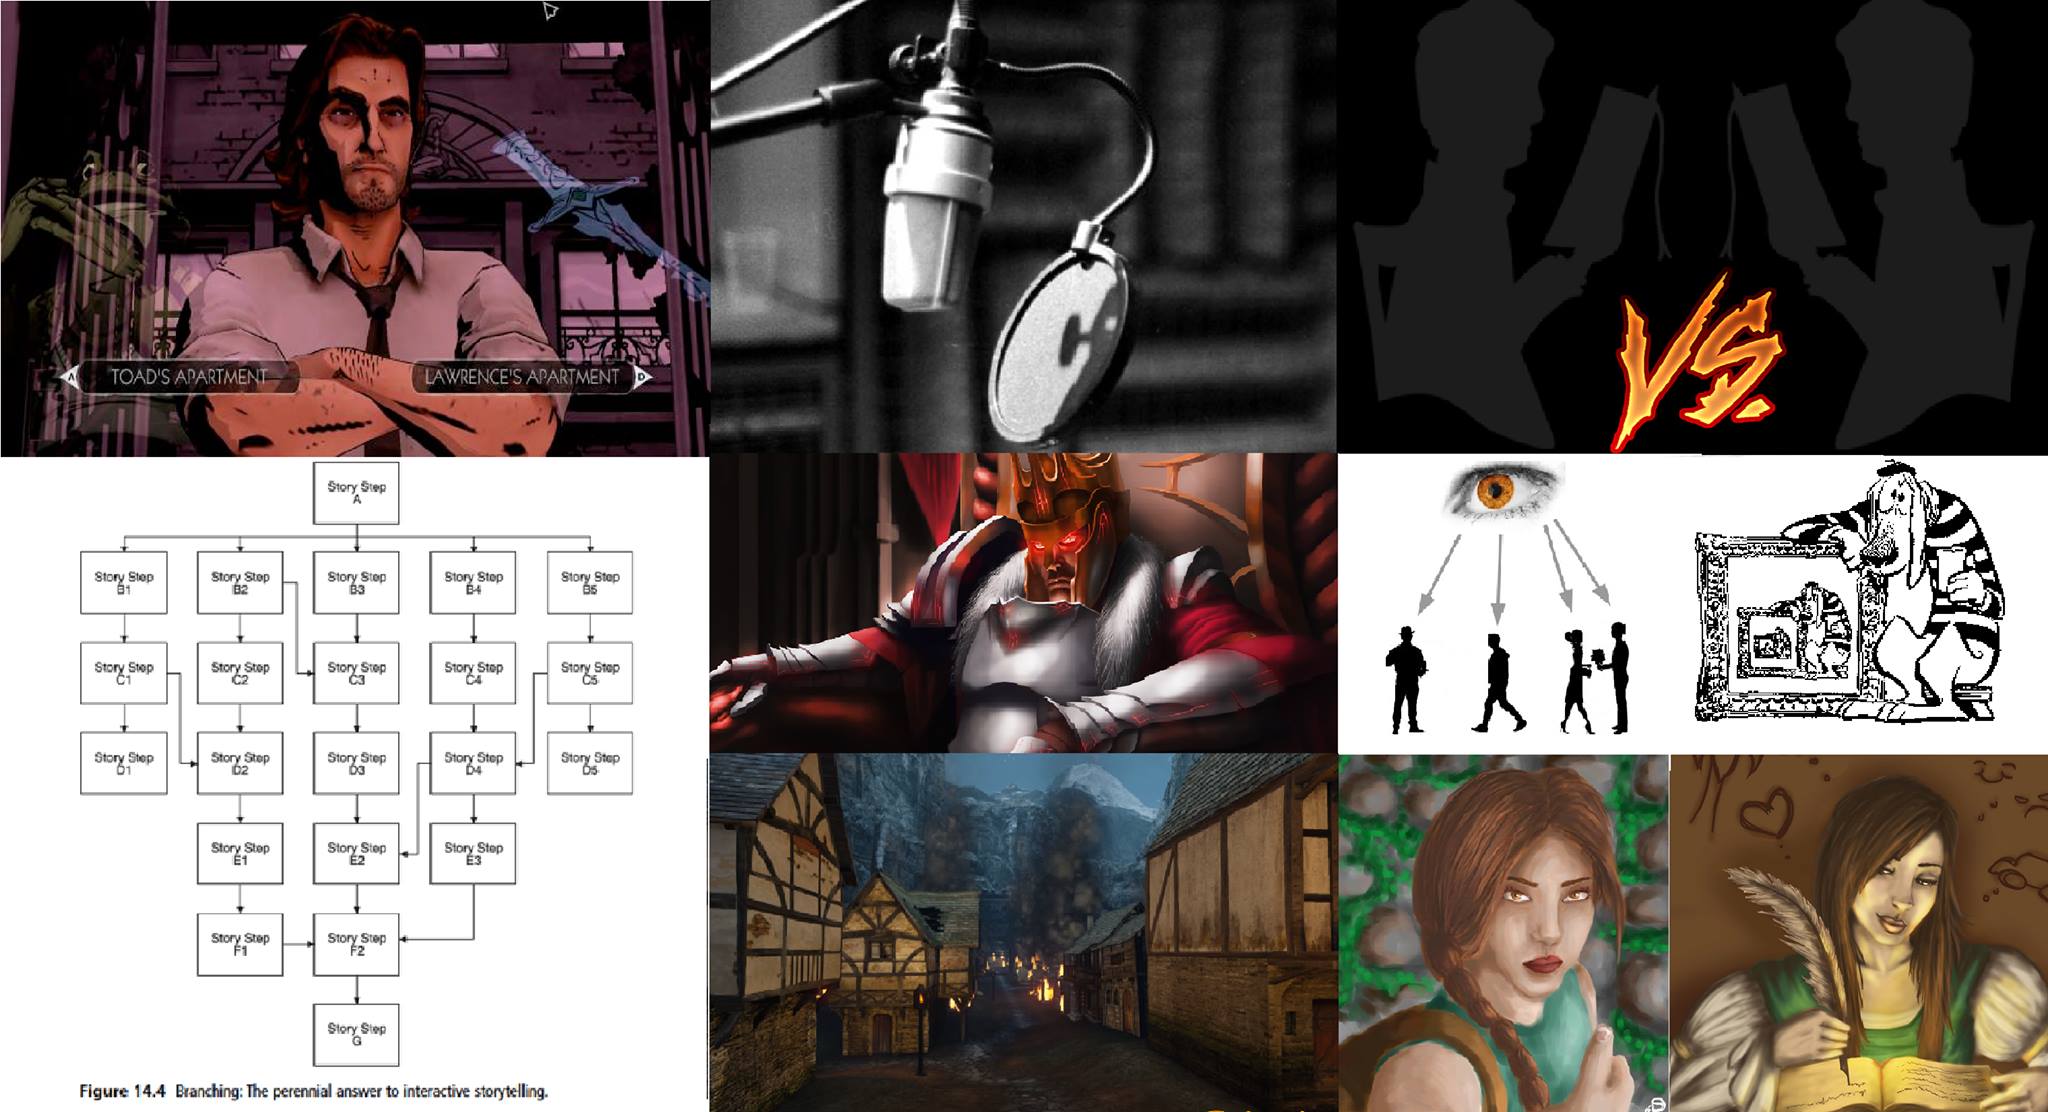 A TOAD'S APARTMENT
LAWRENCE'S APARTMENT D
VS.
Story Step
A
Story Step
B1
Story Step
B2
Story Step
B3
Story Step
B4
Story Step
B5
Story Step
C1
Story Step
C2
Story Step
C3
Story Step
C4
Story Step
C5
Story Step
D1
Story Step
D2
Story Step
D3
Story Step
D4
Story Step
D5
Story Step
E1
Story Step
E2
Story Step
E3
Story Step
F1
Story Step
F2
Story Step
G
Figure 14.4 Branching: The perennial answer to interactive storytelling.